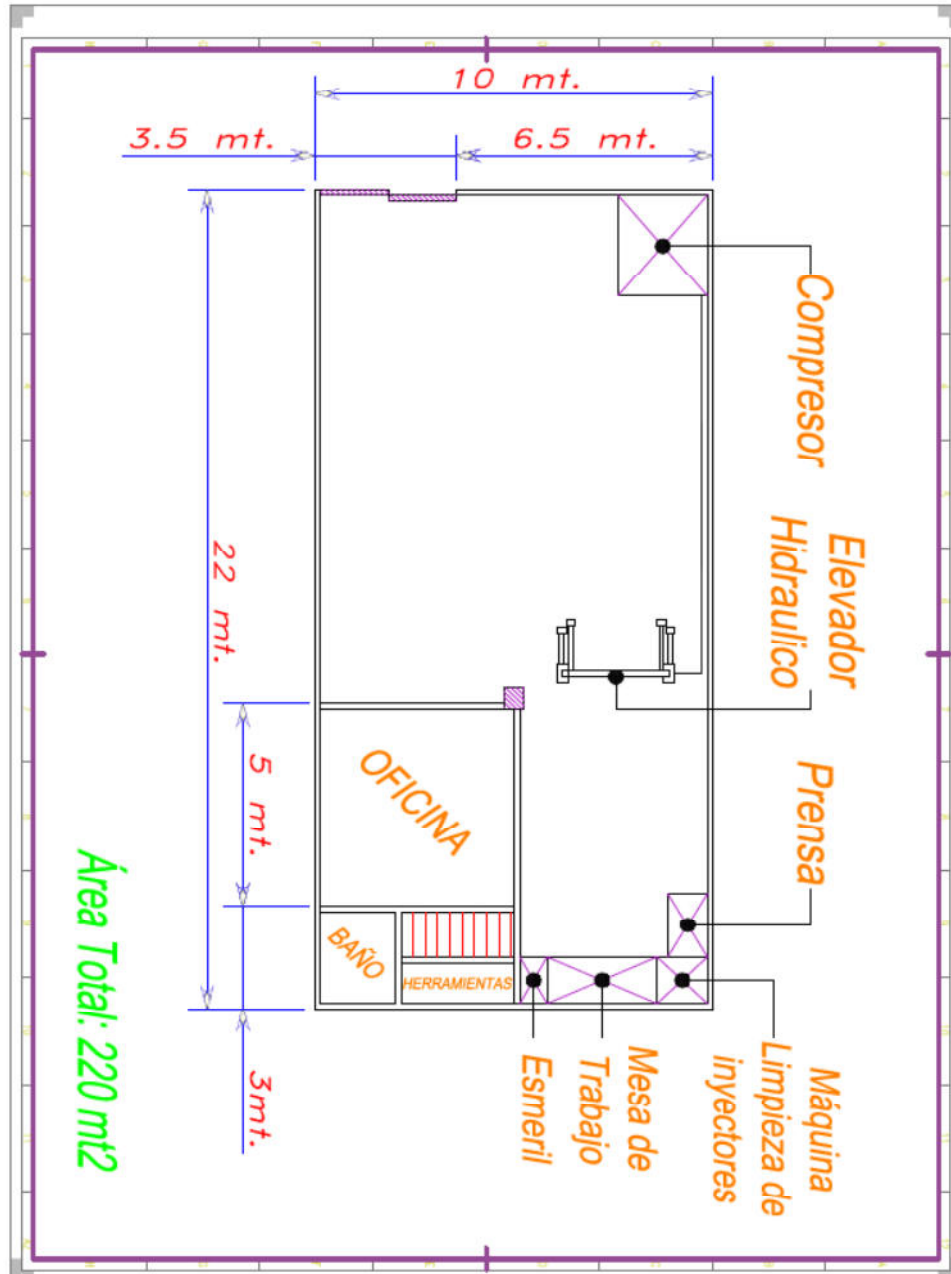 10 mt.
3.5 mt.
6.5 mt.
Compresor
Elevador
Hidraulico
Prensa
22 mt.
5 mt.
OFICINA
BAÑO
HERRAMIENTAS
3mt.
Máquina
Limpieza de
inyectores
Mesa de
Trabajo
Esmeril
Área Total: 220 mt2